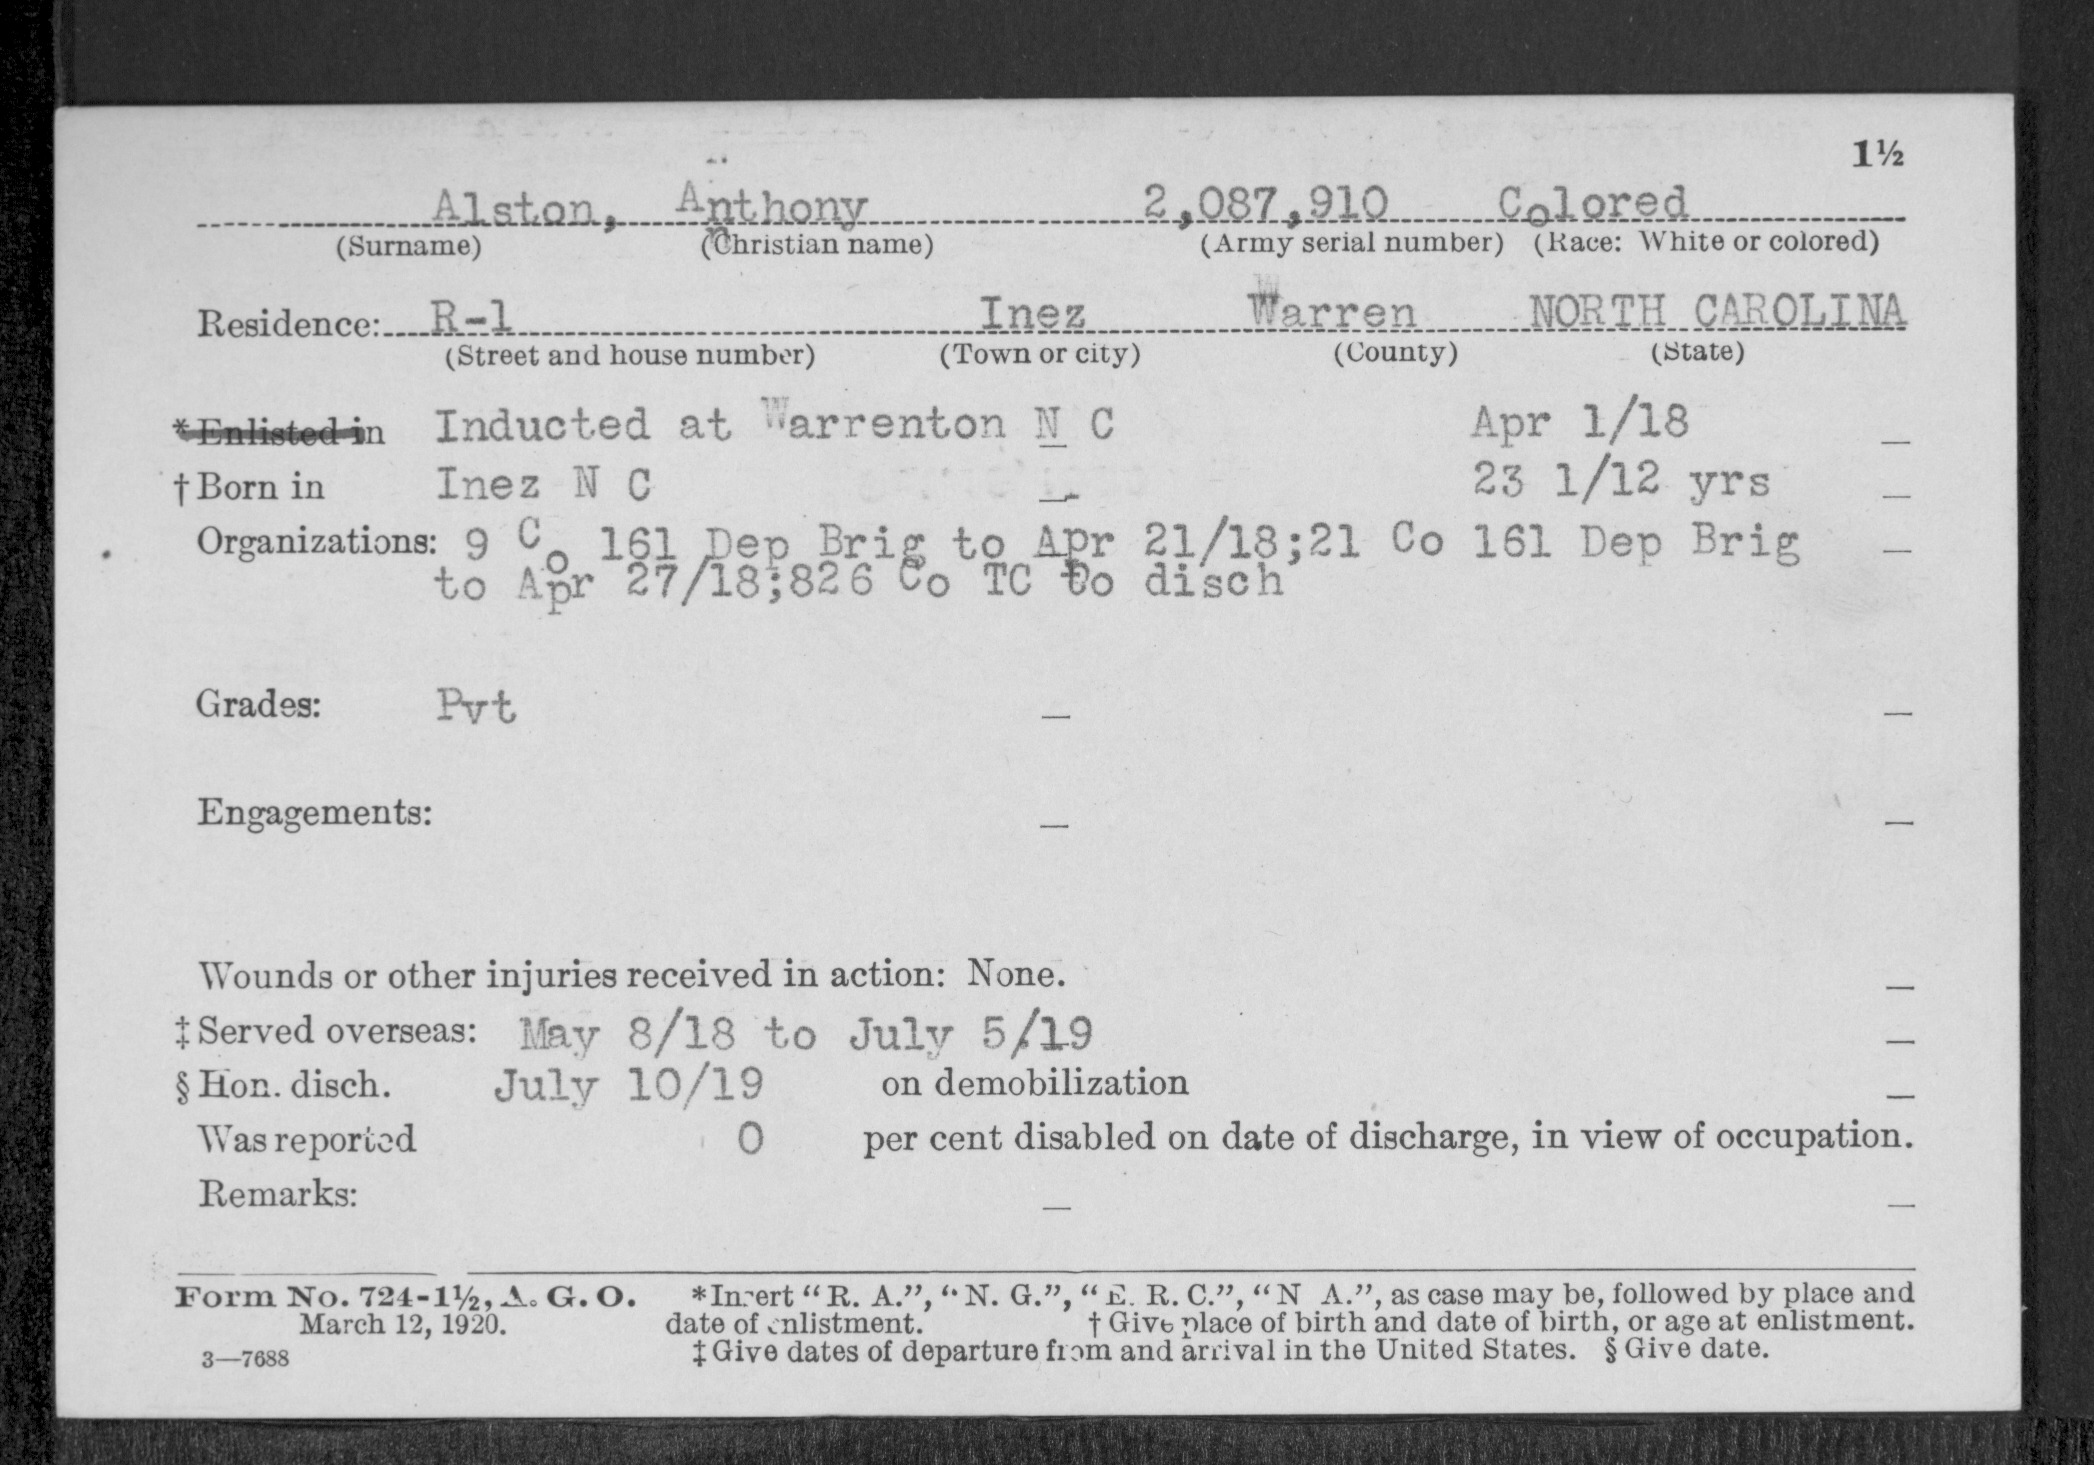 1½
Alston, Anthony 2,087,910 Colored
(Surname) (Christian name) (Army serial number) (Race: White or colored)
Residence: R-1 Inez Warren NORTH CAROLINA
(Street and house number) (Town or city) (County) (State)
*Enlisted in Inducted at Warrenton N C Apr 1/18
†Born in Inez N C 23 1/12 yrs
Organizations: 9 Co 161 Dep Brig to Apr 21/18;21 Co 161 Dep Brig
to Apr 27/18;826 Co TC to disch
Grades: Pvt
Engagements:
Wounds or other injuries received in action: None.
‡Served overseas: May 8/18 to July 5/19
§Hon. disch. July 10/19 on demobilization
Was reported 0 per cent disabled on date of discharge, in view of occupation.
Remarks:
Form No. 724-1½, A. G. O. *Insert "R. A.", "N. G.", "E. R. C.", "N A.", as case may be, followed by place and
March 12, 1920. date of enlistment. †Give place of birth and date of birth, or age at enlistment.
3—7688 ‡Give dates of departure from and arrival in the United States. §Give date.